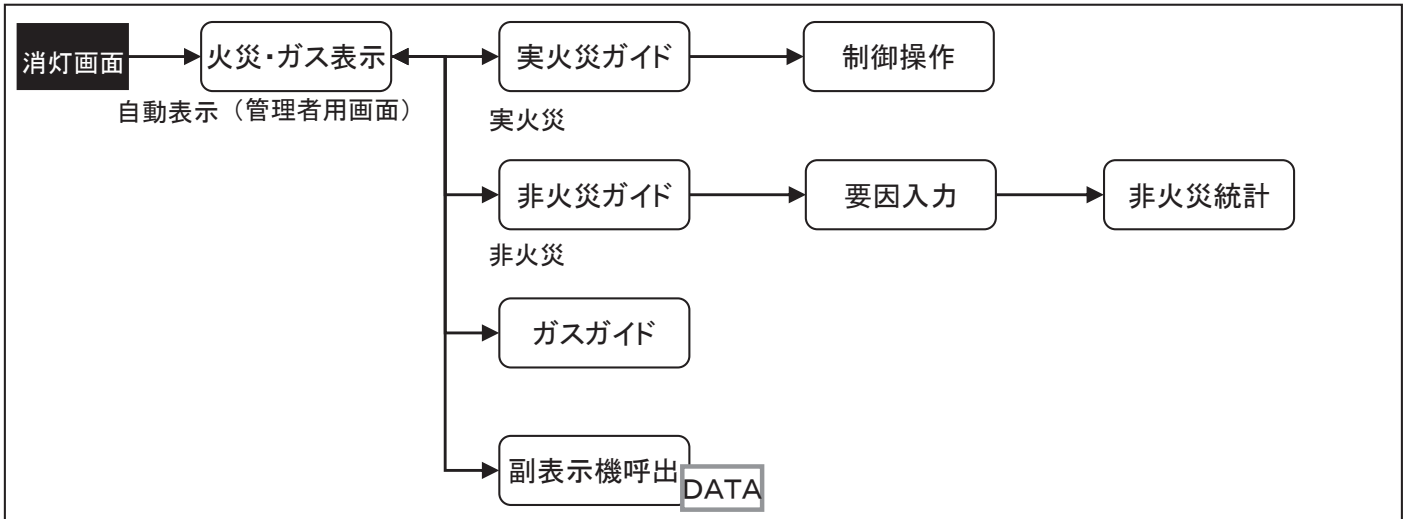 消灯画面
火災・ガス表示
実火災ガイド
制御操作
自動表示（管理者用画面）
実火災
非火災ガイド
要因入力
非火災統計
非火災
ガスガイド
副表示機呼出
DATA